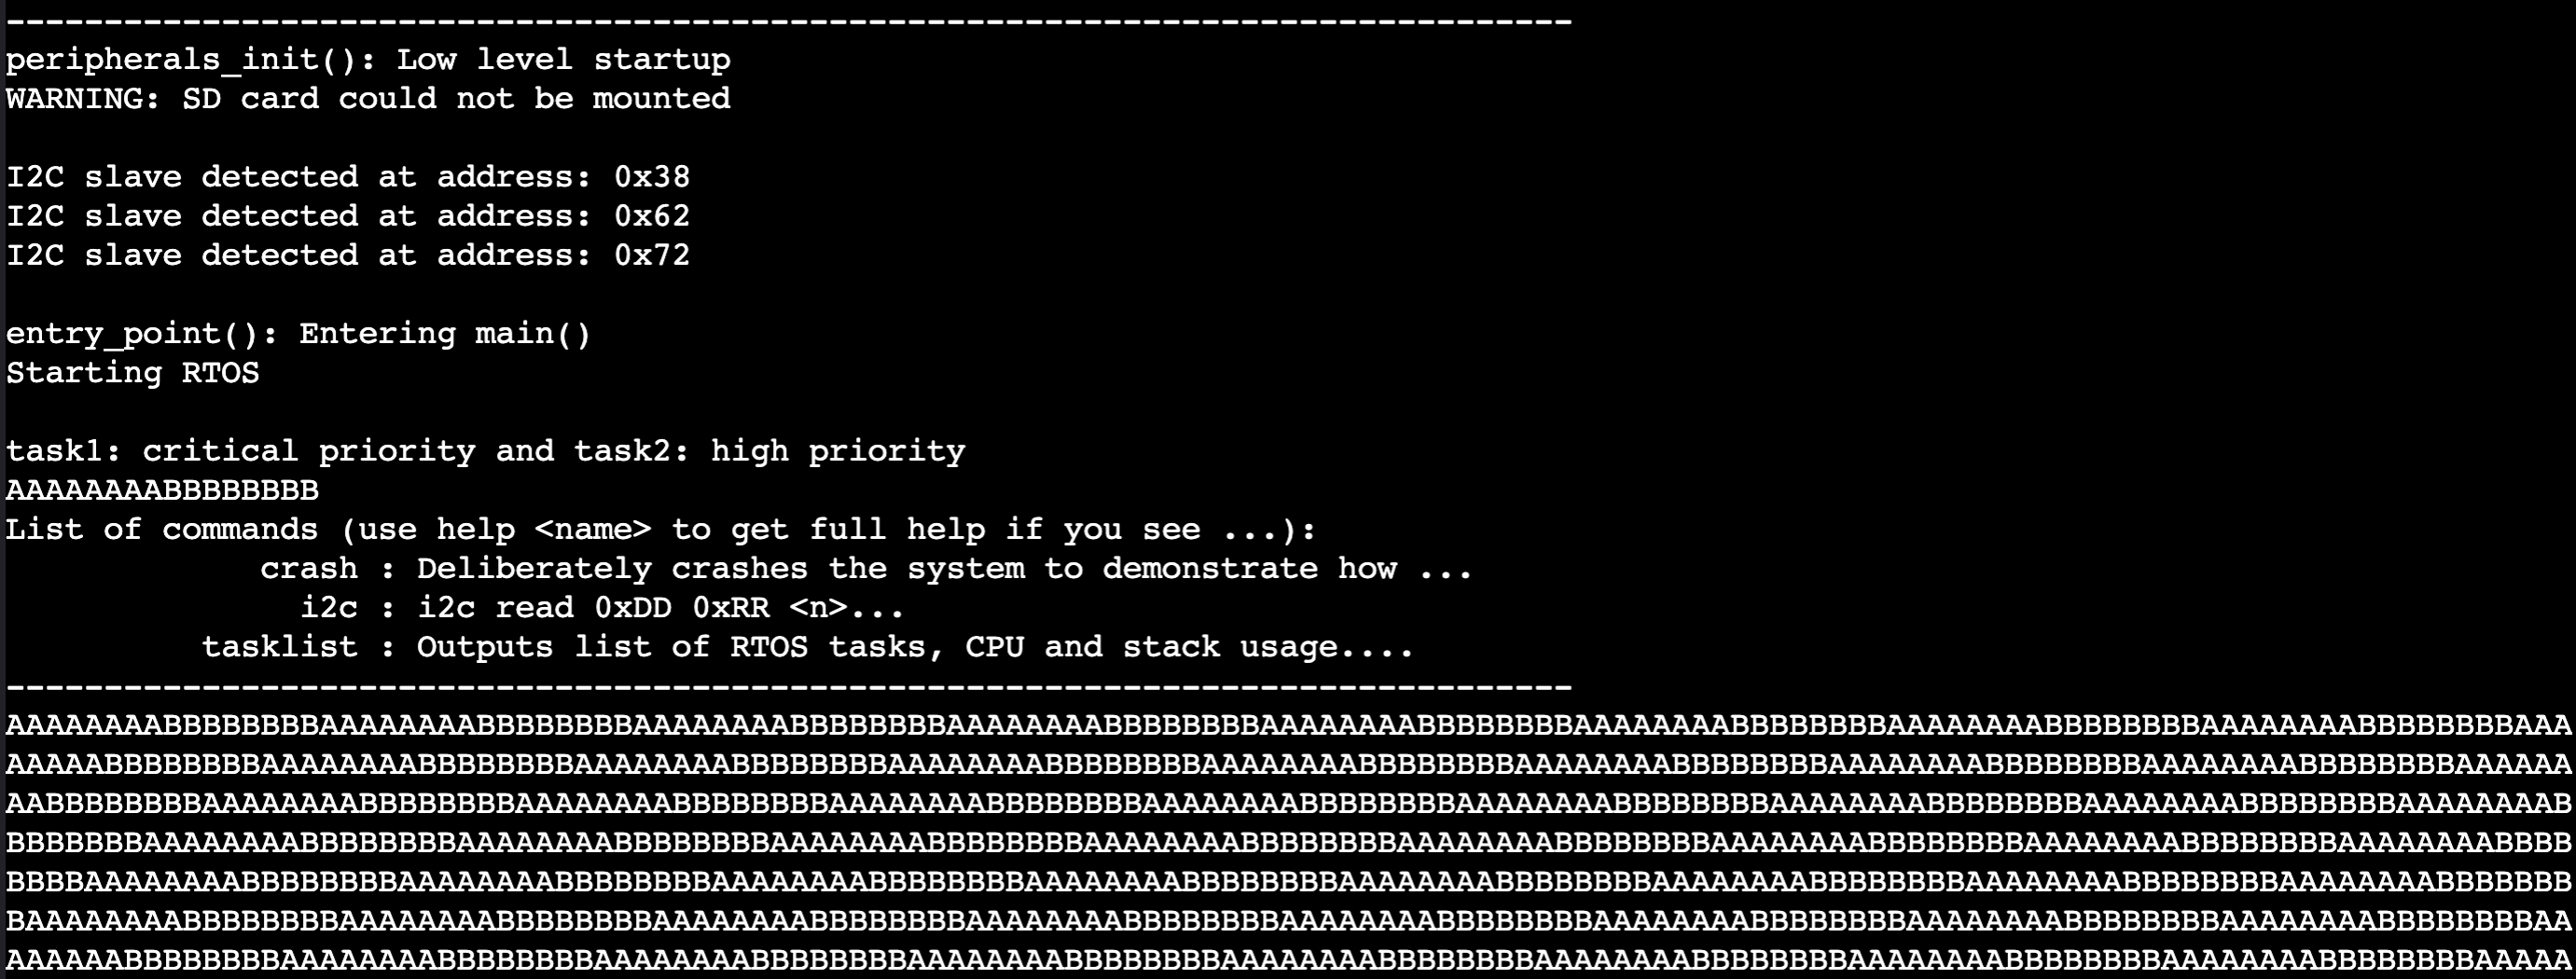 --------------------------------------------------------------------------------
peripherals_init(): Low level startup
WARNING: SD card could not be mounted
I2C slave detected at address: 0x38
I2C slave detected at address: 0x62
I2C slave detected at address: 0x72
entry_point(): Entering main()
Starting RTOS
task1: critical priority and task2: high priority
AAAAAAAABBBBBBBB
List of commands (use help <name> to get full help if you see ...):
crash : Deliberately crashes the system to demonstrate how ...
i2c : i2c read 0xDD 0xRR <n>...
tasklist : Outputs list of RTOS tasks, CPU and stack usage....
--------------------------------------------------------------------------------
AAAAAAAABBBBBBBBAAAAAAAABBBBBBBBAAAAAAAABBBBBBBBAAAAAAAABBBBBBBBAAAAAAAABBBBBBBBAAAAAAAABBBBBBBBAAAAAAAABBBBBBBBAAAAAAAABBBBBBBBAAA
AAAAABBBBBBBBAAAAAAAABBBBBBBBAAAAAAAABBBBBBBBAAAAAAAABBBBBBBBAAAAAAAABBBBBBBBAAAAAAAABBBBBBBBAAAAAAAABBBBBBBBAAAAAAAABBBBBBBBAAAAAA
AABBBBBBBBAAAAAAAABBBBBBBBAAAAAAAABBBBBBBBAAAAAAAABBBBBBBBAAAAAAAABBBBBBBBAAAAAAAABBBBBBBBAAAAAAAABBBBBBBBAAAAAAAABBBBBBBBAAAAAAAAB
BBBBBBBAAAAAAAABBBBBBBBAAAAAAAABBBBBBBBAAAAAAAABBBBBBBBAAAAAAAABBBBBBBBAAAAAAAABBBBBBBBAAAAAAAABBBBBBBBAAAAAAAABBBBBBBBAAAAAAAABBBB
BBBBAAAAAAAABBBBBBBBAAAAAAAABBBBBBBBAAAAAAAABBBBBBBBAAAAAAAABBBBBBBBAAAAAAAABBBBBBBBAAAAAAAABBBBBBBBAAAAAAAABBBBBBBBAAAAAAAABBBBBBB
BAAAAAAAABBBBBBBBAAAAAAAABBBBBBBBAAAAAAAABBBBBBBBAAAAAAAABBBBBBBBAAAAAAAABBBBBBBBAAAAAAAABBBBBBBBAAAAAAAABBBBBBBBAAAAAAAABBBBBBBBAA
AAAAAABBBBBBBBAAAAAAAABBBBBBBBAAAAAAAABBBBBBBBAAAAAAAABBBBBBBBAAAAAAAABBBBBBBBAAAAAAAABBBBBBBBAAAAAAAABBBBBBBBAAAAAAAABBBBBBBBAAAAA